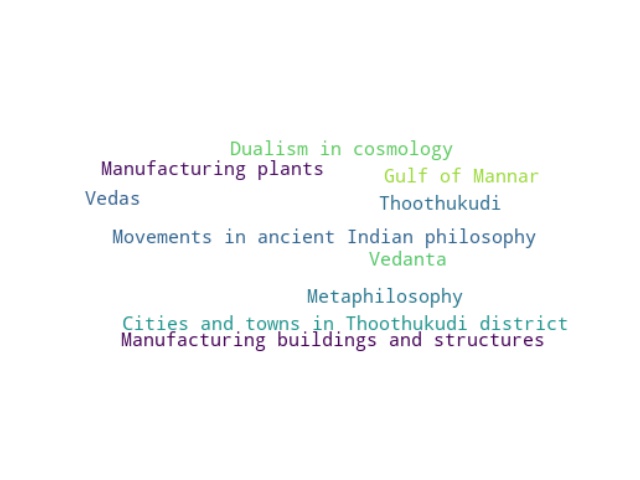 Dualism in cosmology
Manufacturing plants
Gulf of Mannar
Vedas
Thoothukudi
Movements in ancient Indian philosophy
Vedanta
Metaphilosophy
Cities and towns in Thoothukudi district
Manufacturing buildings and structures